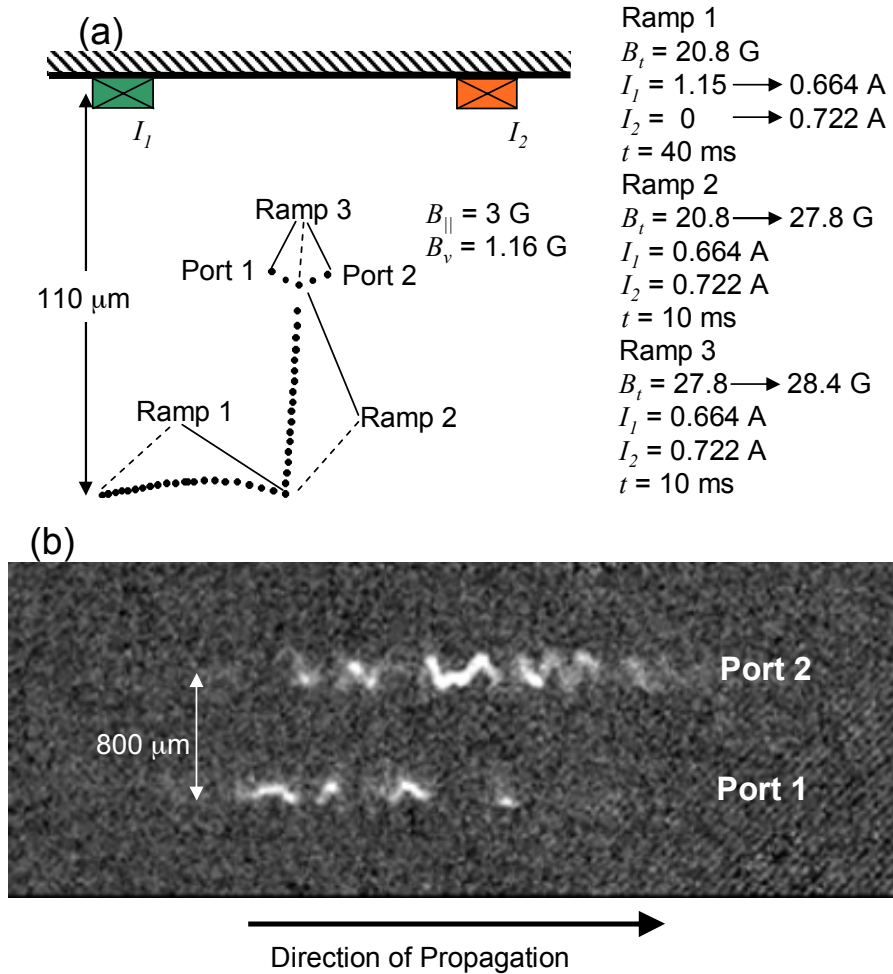 (a)
I₁
I₂
110 μm
Ramp 3
Port 1
Port 2
B|| = 3 G
Bᵥ = 1.16 G
Ramp 1
Ramp 2
Ramp 1
Bₜ = 20.8 G
I₁ = 1.15 → 0.664 A
I₂ = 0 → 0.722 A
t = 40 ms
Ramp 2
Bₜ = 20.8 → 27.8 G
I₁ = 0.664 A
I₂ = 0.722 A
t = 10 ms
Ramp 3
Bₜ = 27.8 → 28.4 G
I₁ = 0.664 A
I₂ = 0.722 A
t = 10 ms
(b)
Port 2
800 μm
Port 1
Direction of Propagation